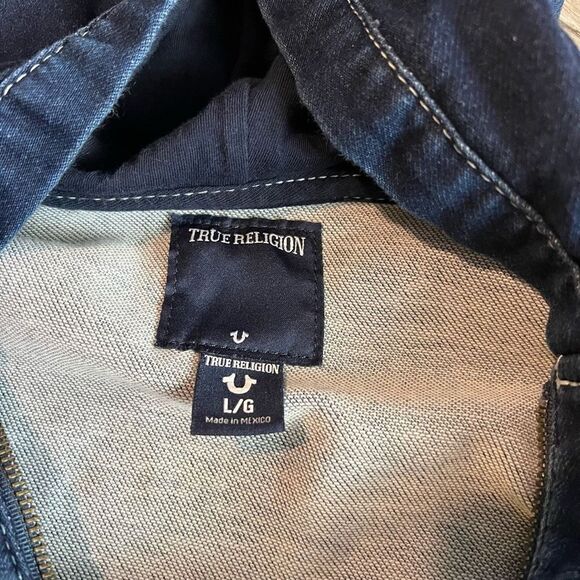 TRUE RELIGION
TRUE RELIGION
L/G
Made in MEXICO